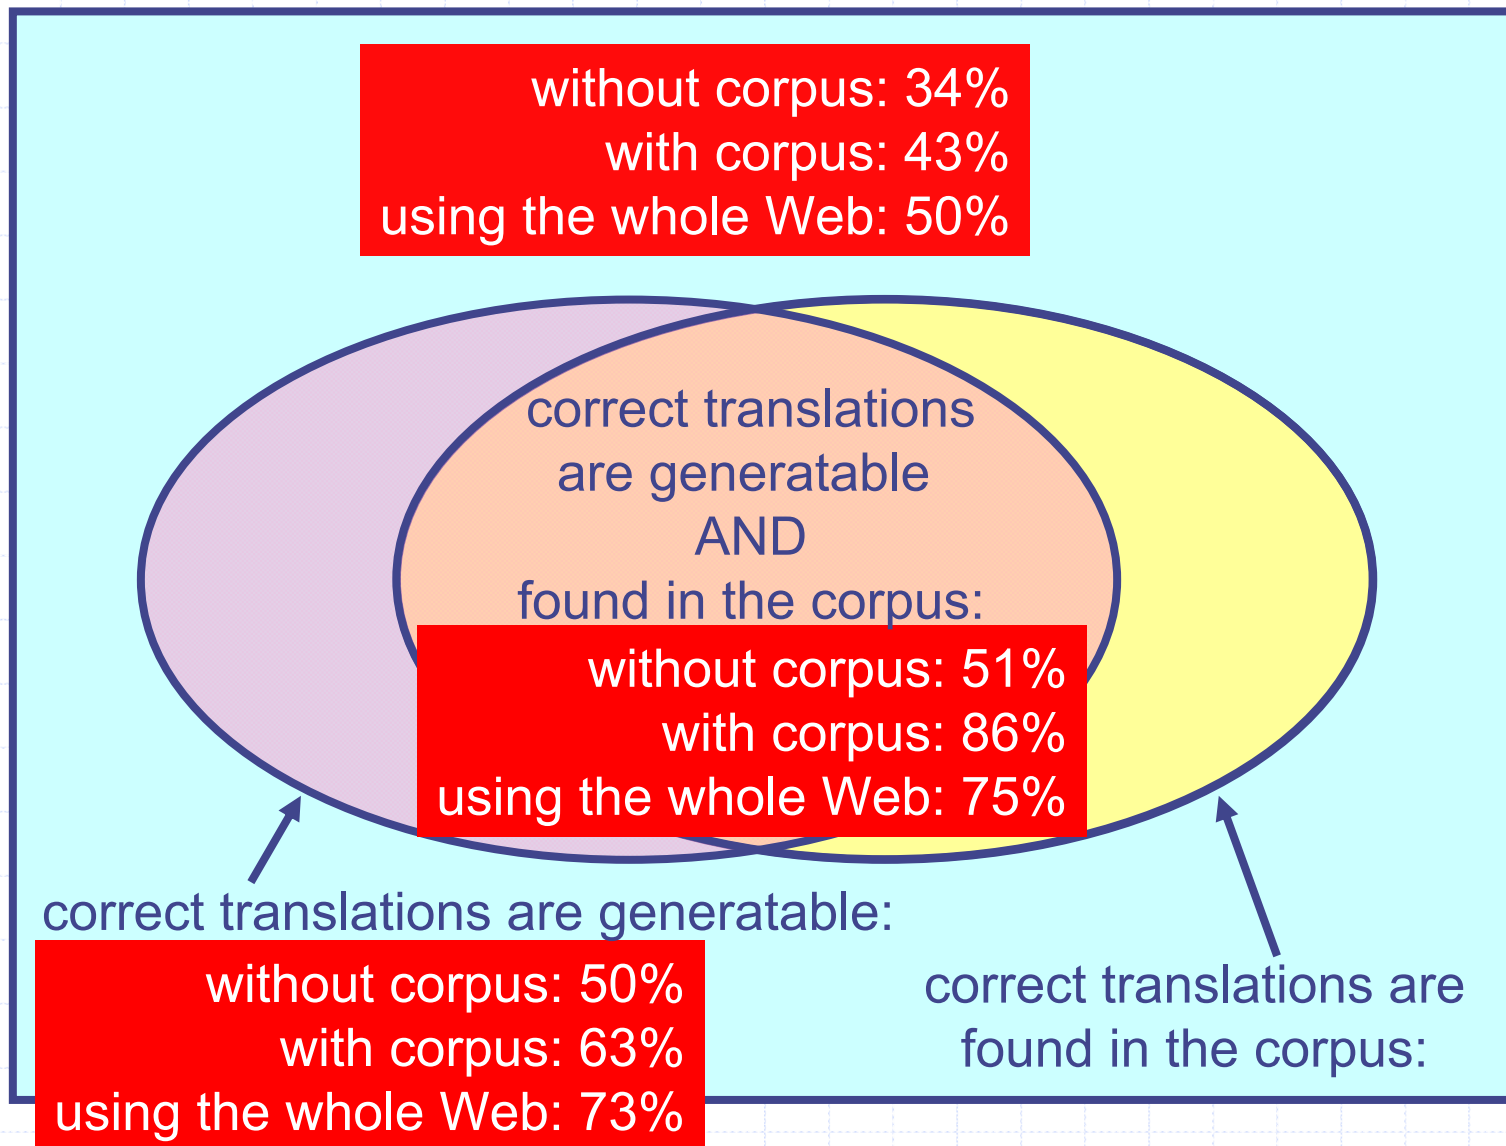 without corpus: 34%
with corpus: 43%
using the whole Web: 50%
correct translations
are generatable
AND
found in the corpus:
without corpus: 51%
with corpus: 86%
using the whole Web: 75%
correct translations are generatable:
without corpus: 50%
with corpus: 63%
using the whole Web: 73%
correct translations are
found in the corpus: